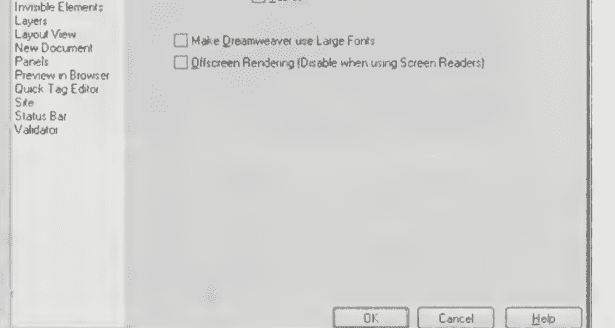 Invisible Elements
Layers
Layout View
New Document
Panels
Preview in Browser
Quick Tag Editor
Site
Status Bar
Validator
Make Dreamweaver use Large Fonts
Offscreen Rendering (Disable when using Screen Readers)
OK Cancel Help